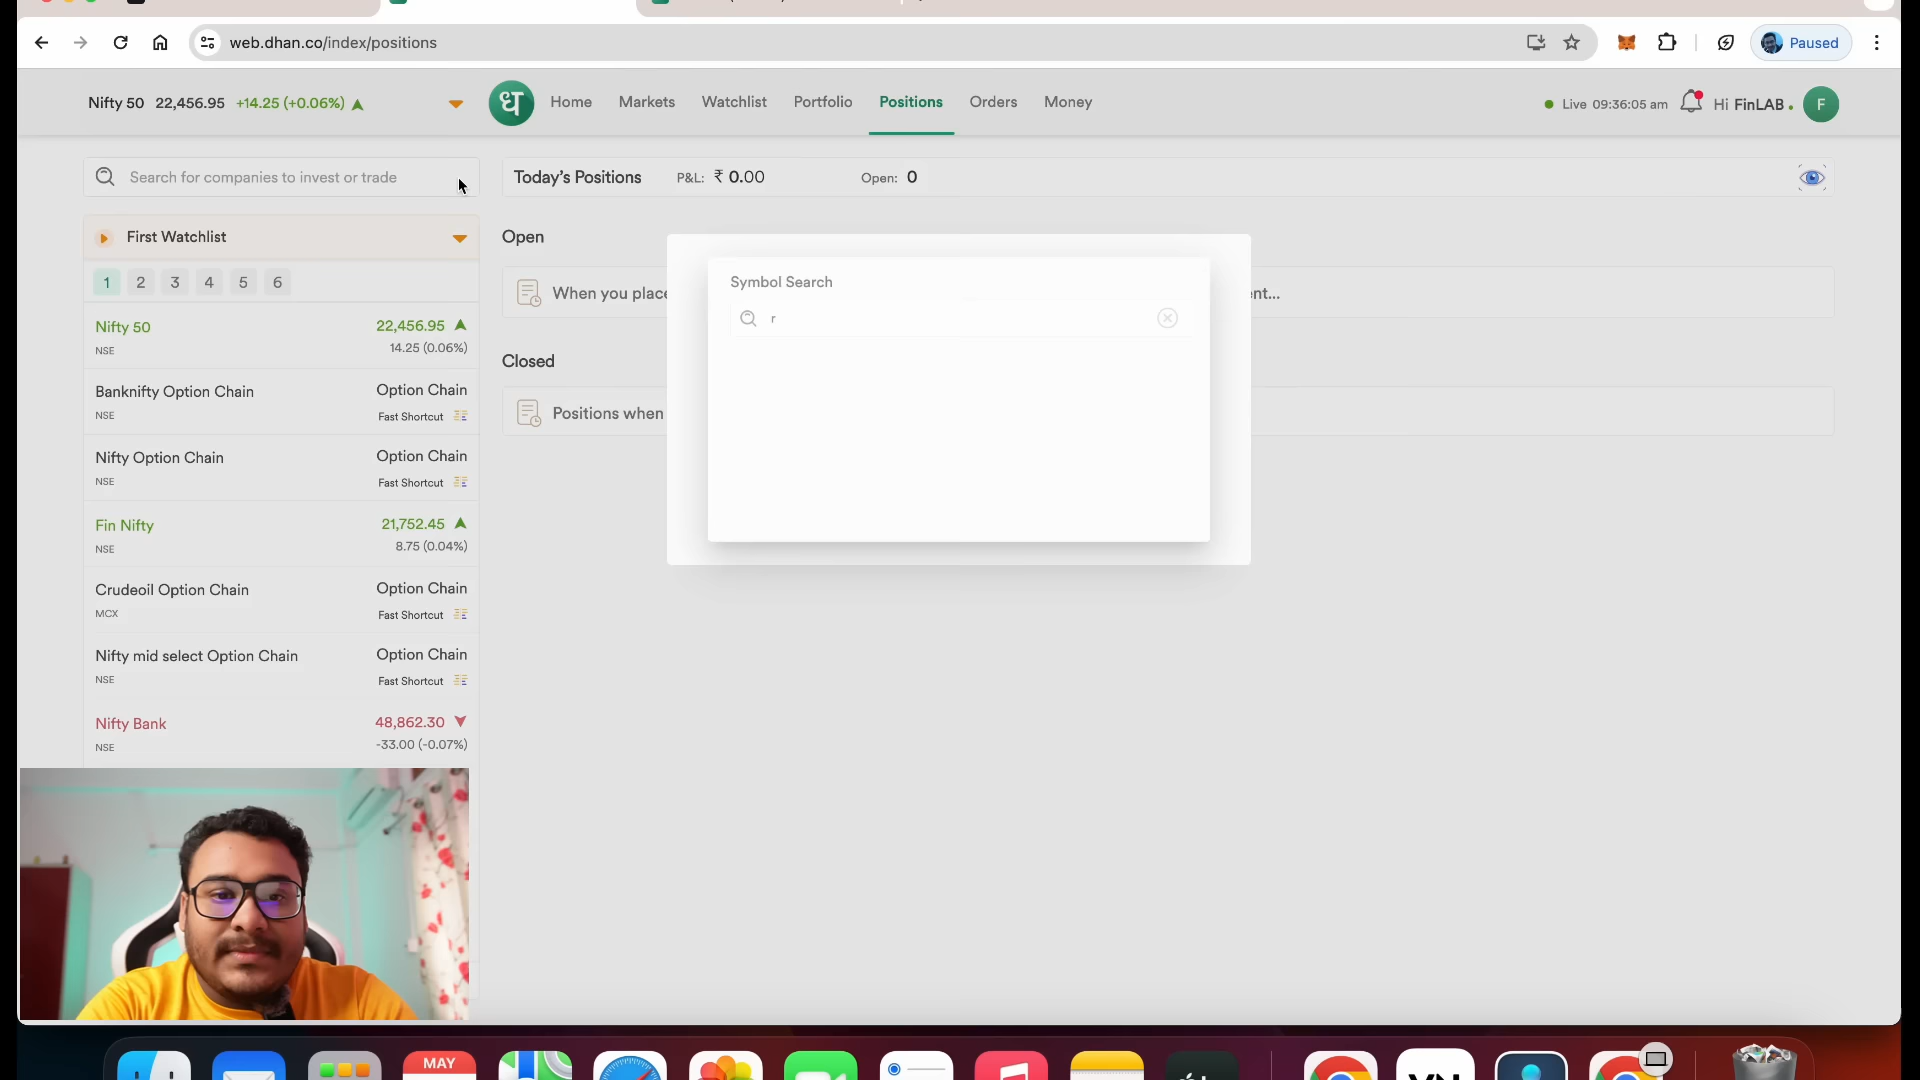 web.dhan.co/index/positions
Paused
Nifty 50 22,456.95 +14.25 (+0.06%)
ध
Home Markets Watchlist Portfolio Positions Orders Money
Live 09:36:05 am
Hi FinLAB
F
Search for companies to invest or trade
Today's Positions P&L: ₹ 0.00 Open: 0
First Watchlist
1 2 3 4 5 6
Nifty 50 22,456.95
NSE 14.25 (0.06%)
Banknifty Option Chain Option Chain
NSE Fast Shortcut
Nifty Option Chain Option Chain
NSE Fast Shortcut
Fin Nifty 21,752.45
NSE 8.75 (0.04%)
Crudeoil Option Chain Option Chain
MCX Fast Shortcut
Nifty mid select Option Chain Option Chain
NSE Fast Shortcut
Nifty Bank 48,862.30
NSE -33.00 (-0.07%)
Open
When you place
nt...
Closed
Positions when
Symbol Search
r
MAY